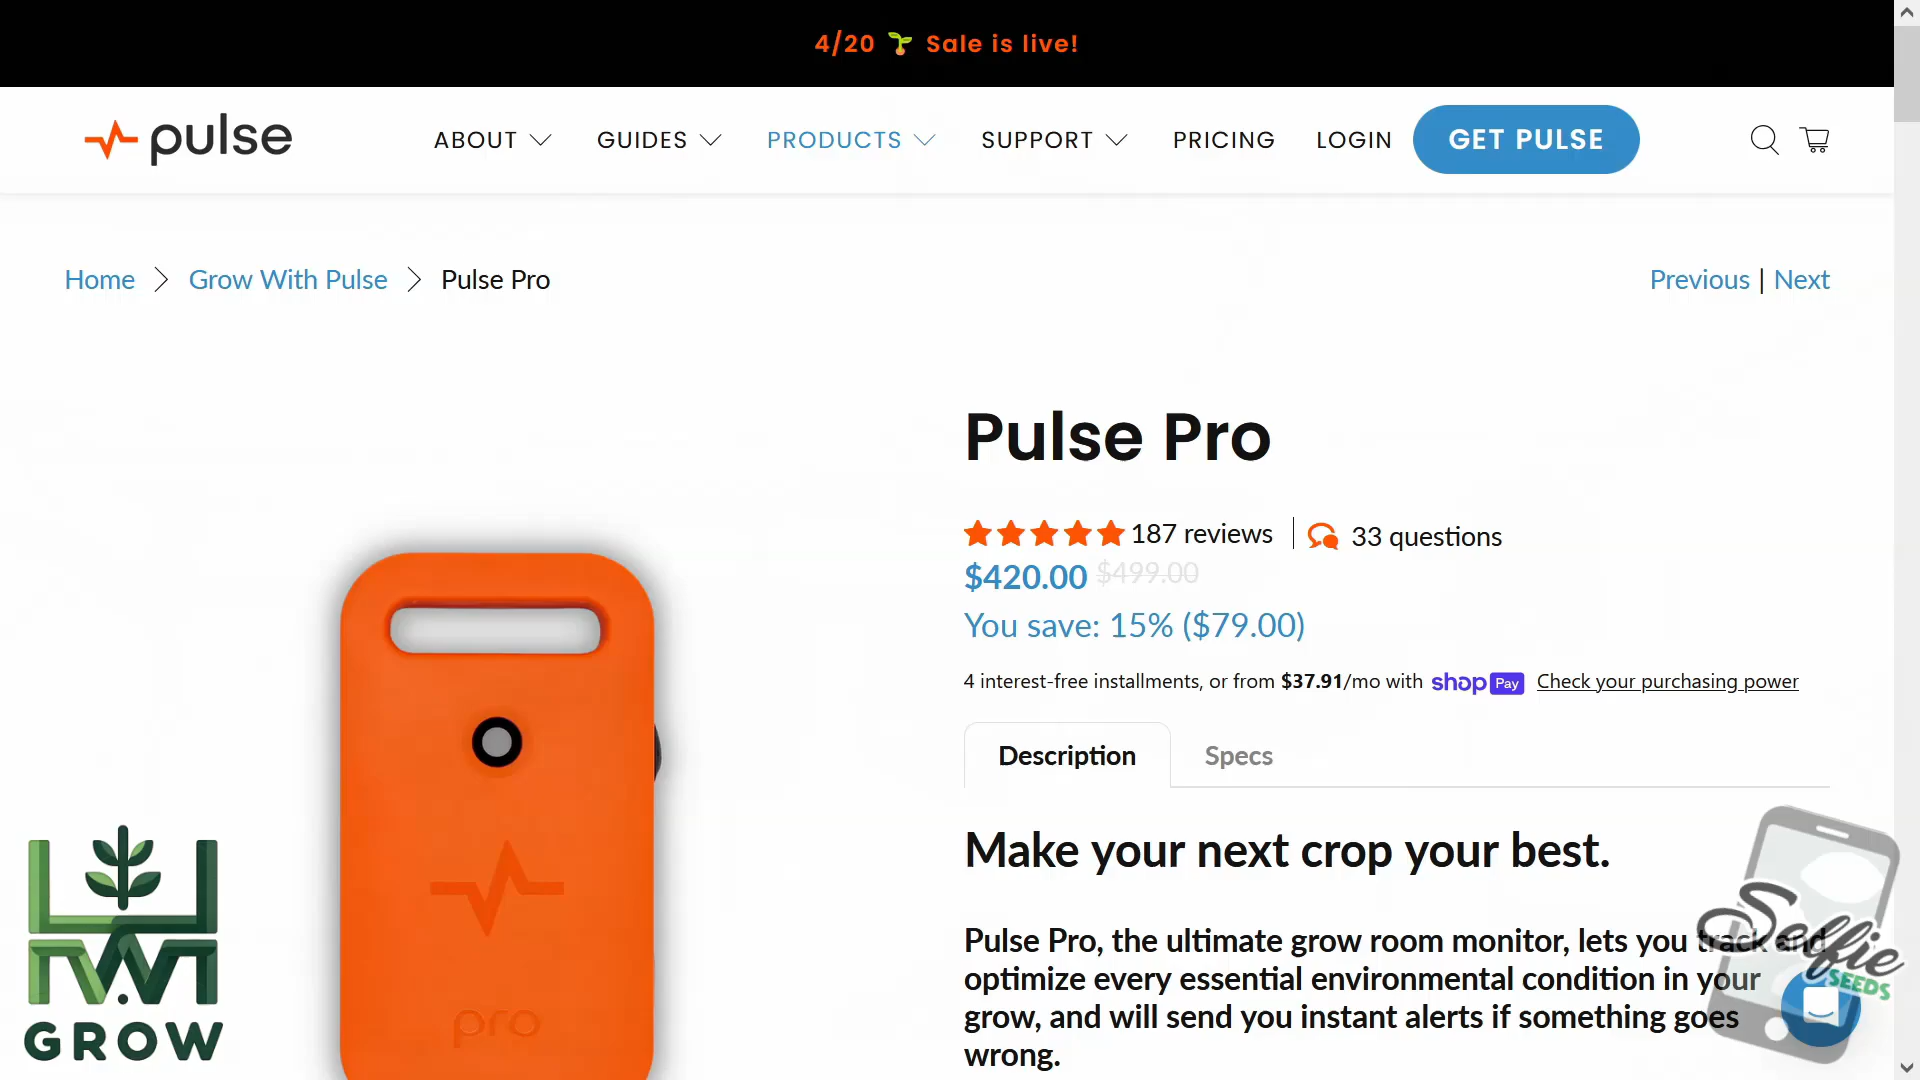 4/20 🌱 Sale is live!
pulse
ABOUT GUIDES PRODUCTS SUPPORT PRICING LOGIN GET PULSE
Home Grow With Pulse Pulse Pro
Previous | Next
Pulse Pro
187 reviews 33 questions
$420.00 $499.00
You save: 15% ($79.00)
4 interest-free installments, or from $37.91/mo with shop Pay Check your purchasing power
Description Specs
Make your next crop your best.
Pulse Pro, the ultimate grow room monitor, lets you track and
optimize every essential environmental condition in your
grow, and will send you instant alerts if something goes
wrong.
pro
GROW
Selfie
SEEDS